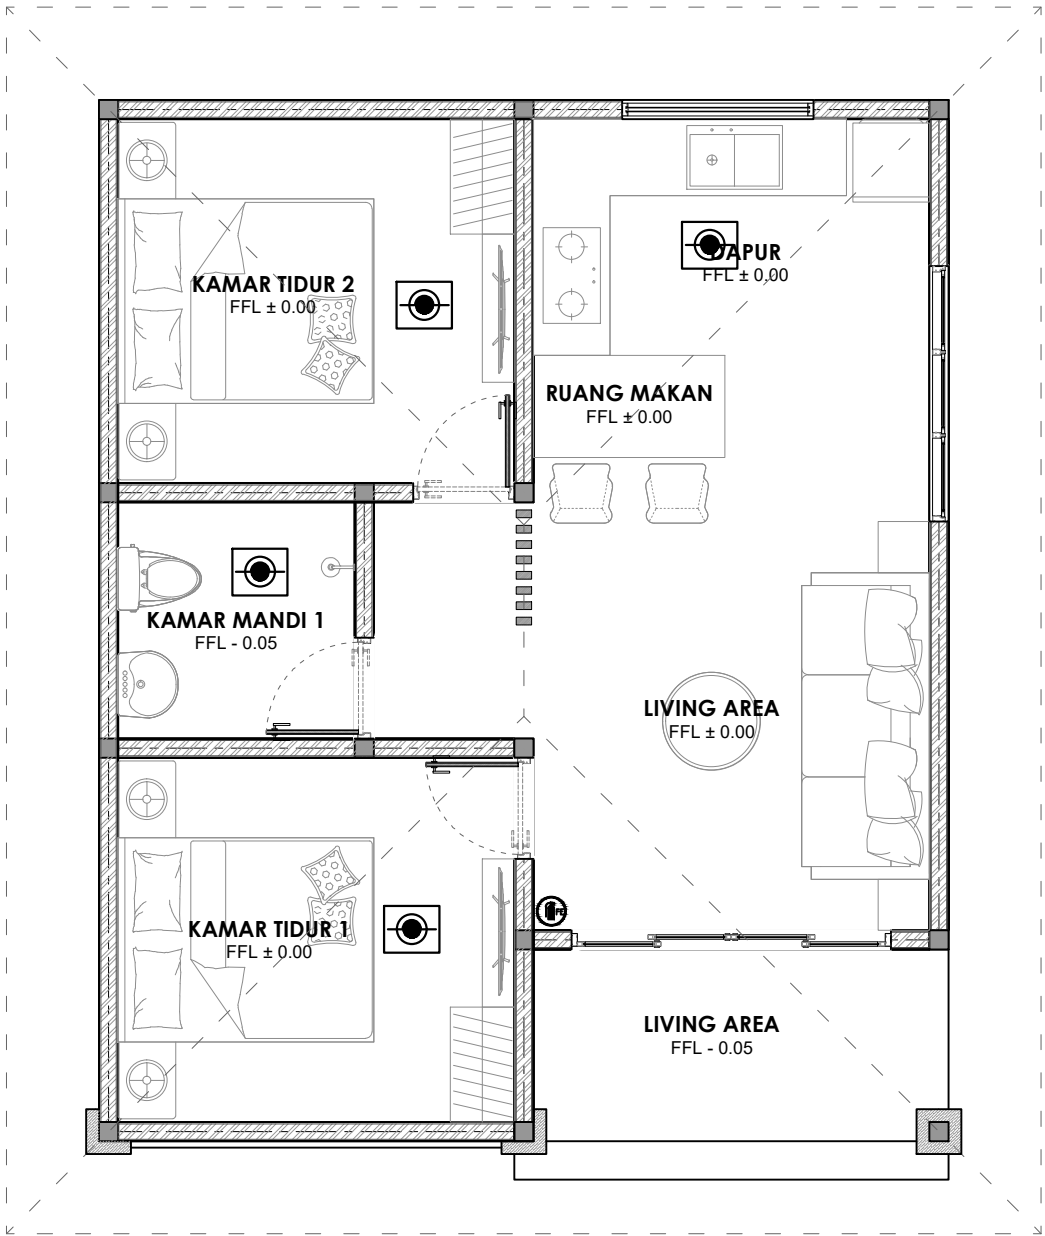 DAPUR
FFL ± 0.00
KAMAR TIDUR 2
FFL ± 0.00
RUANG MAKAN
FFL ± 0.00
KAMAR MANDI 1
FFL - 0.05
LIVING AREA
FFL ± 0.00
FE
KAMAR TIDUR 1
FFL ± 0.00
LIVING AREA
FFL - 0.05